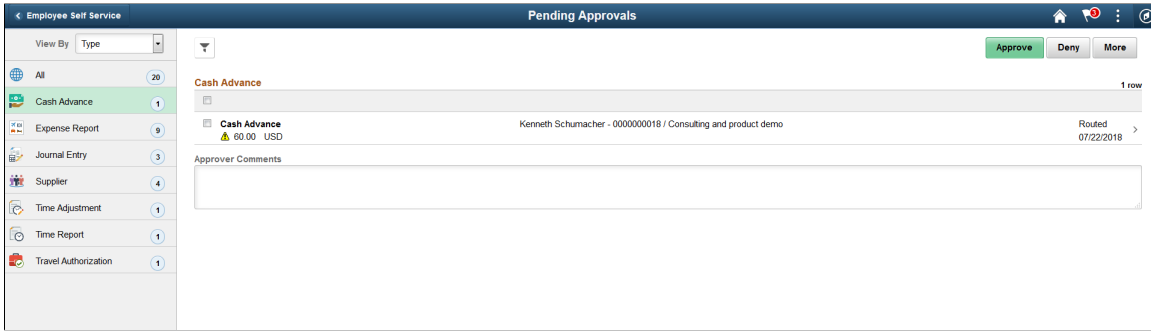 Employee Self Service
Pending Approvals
3
View By Type
Approve Deny More
All 20
Cash Advance 1
Expense Report 9
Journal Entry 3
Supplier 4
Time Adjustment 1
Time Report 1
Travel Authorization 1
Cash Advance
1 row
Cash Advance Kenneth Schumacher - 0000000018 / Consulting and product demo Routed
60.00 USD 07/22/2018
Approver Comments